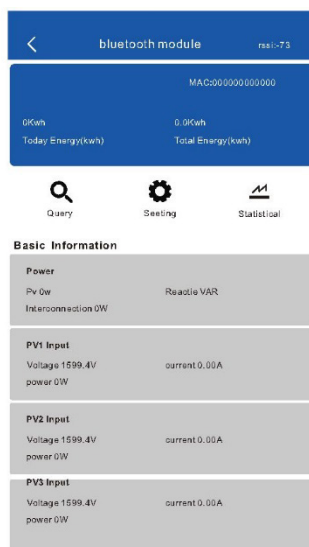 bluetooth module rssi:-73
MAC:000000000000
0Kwh 0.0Kwh
Today Energy(kwh) Total Energy(kwh)
Query Seeting Statistical
Basic Information
Power
Pv 0w Reactie VAR
Interconnection 0W
PV1 Input
Voltage 1599.4V current 0.00A
power 0W
PV2 Input
Voltage 1599.4V current 0.00A
power 0W
PV3 Input
Voltage 1599.4V current 0.00A
power 0W